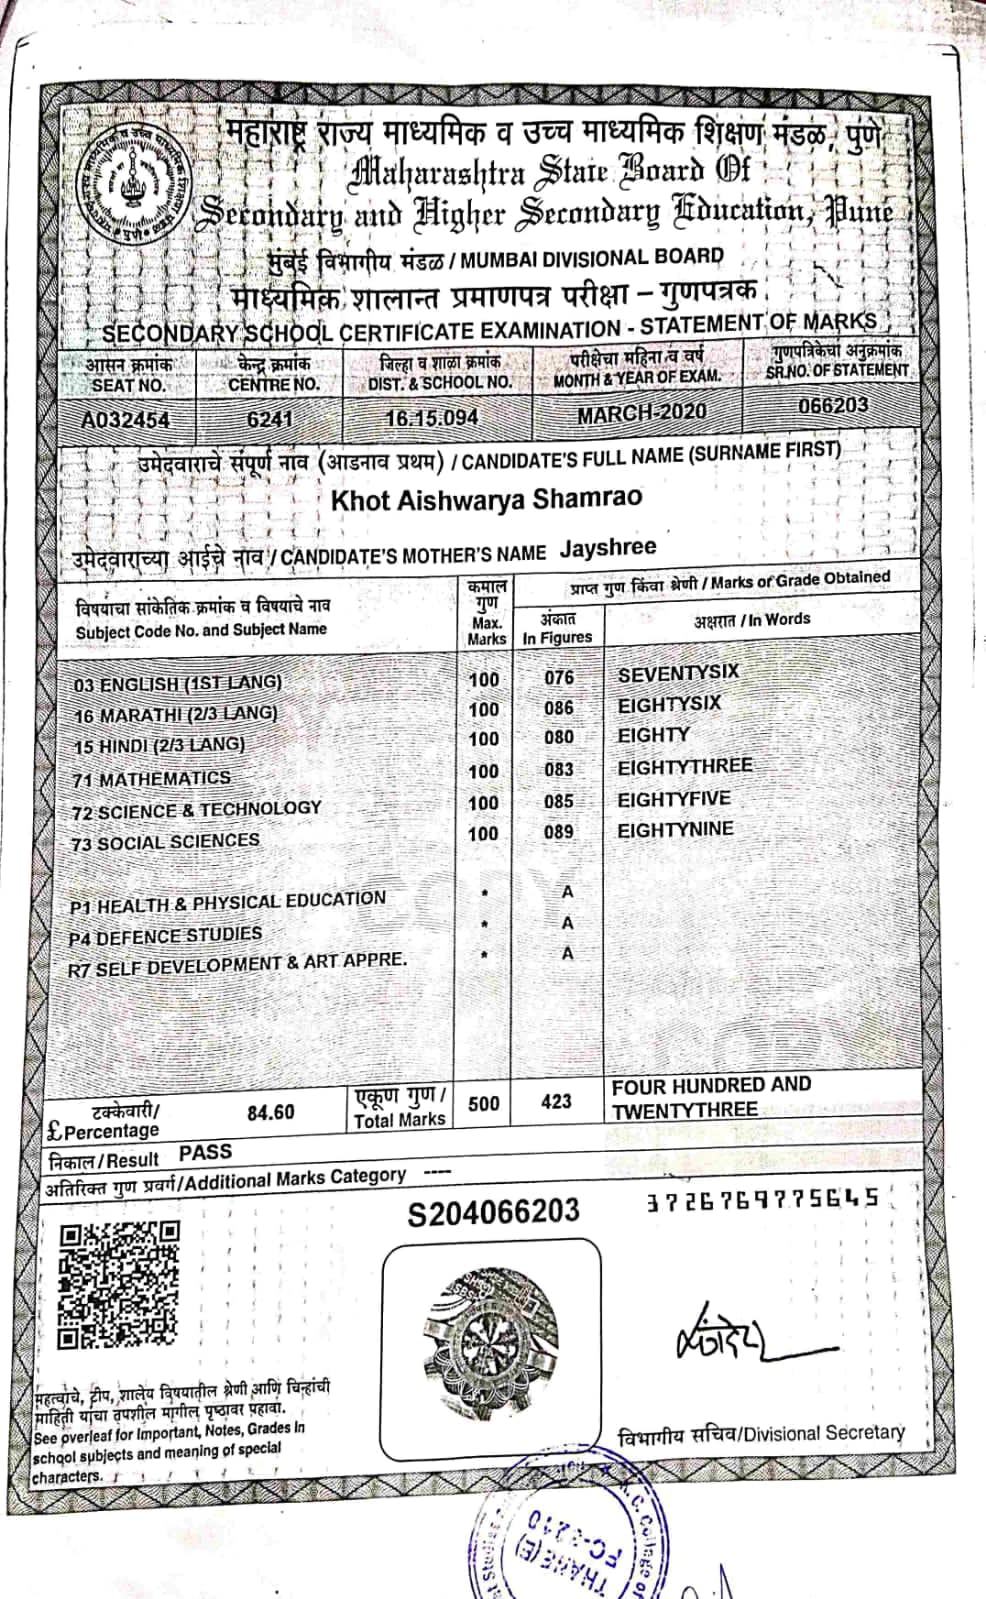 महाराष्ट्र राज्य माध्यमिक व उच्च माध्यमिक शिक्षण मंडळ, पुणे
Maharashtra State Board Of
Secondary and Higher Secondary Education, Pune
मुंबई विभागीय मंडळ / MUMBAI DIVISIONAL BOARD
माध्यमिक शालान्त प्रमाणपत्र परीक्षा – गुणपत्रक
SECONDARY SCHOOL CERTIFICATE EXAMINATION - STATEMENT OF MARKS
आसन क्रमांक केन्द्र क्रमांक जिल्हा व शाळा क्रमांक परीक्षेचा महिना व वर्ष गुणपत्रिकेचा अनुक्रमांक
SEAT NO. CENTRE NO. DIST. & SCHOOL NO. MONTH & YEAR OF EXAM. SR.NO. OF STATEMENT
A032454 6241 16.15.094 MARCH-2020 066203
उमेदवाराचे संपूर्ण नाव (आडनाव प्रथम) / CANDIDATE'S FULL NAME (SURNAME FIRST)
Khot Aishwarya Shamrao
उमेदवाराच्या आईचे नाव / CANDIDATE'S MOTHER'S NAME Jayshree
विषयाचा सांकेतिक क्रमांक व विषयाचे नाव
Subject Code No. and Subject Name
कमाल
गुण
Max.
Marks
प्राप्त गुण किंवा श्रेणी / Marks of Grade Obtained
अंकात
In Figures
अक्षरात / In Words
03 ENGLISH (1ST LANG) 100 076 SEVENTYSIX
16 MARATHI (2/3 LANG) 100 086 EIGHTYSIX
15 HINDI (2/3 LANG) 100 080 EIGHTY
71 MATHEMATICS 100 083 EIGHTYTHREE
72 SCIENCE & TECHNOLOGY 100 085 EIGHTYFIVE
73 SOCIAL SCIENCES 100 089 EIGHTYNINE
P1 HEALTH & PHYSICAL EDUCATION * A
P4 DEFENCE STUDIES * A
R7 SELF DEVELOPMENT & ART APPRE. * A
टक्केवारी/
£ Percentage
84.60
एकूण गुण /
Total Marks
500 423
FOUR HUNDRED AND
TWENTYTHREE
निकाल/Result PASS
अतिरिक्त गुण प्रवर्ग/Additional Marks Category ----
S204066203
3726769775645
महत्वाचे, टीप, शालेय विषयातील श्रेणी आणि चिन्हांची
माहिती यांचा तपशील मागील पृष्ठावर पहावा.
See overleaf for Important, Notes, Grades in
school subjects and meaning of special
characters.
विभागीय सचिव/Divisional Secretary
C. College of
THANE (E)